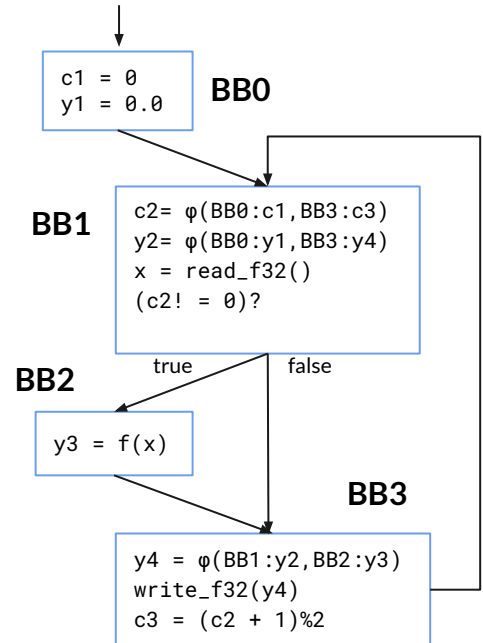 c1 = 0
y1 = 0.0
BB0
BB1
c2= φ(BB0:c1,BB3:c3)
y2= φ(BB0:y1,BB3:y4)
x = read_f32()
(c2! = 0)?
true
false
BB2
y3 = f(x)
BB3
y4 = φ(BB1:y2,BB2:y3)
write_f32(y4)
c3 = (c2 + 1)%2